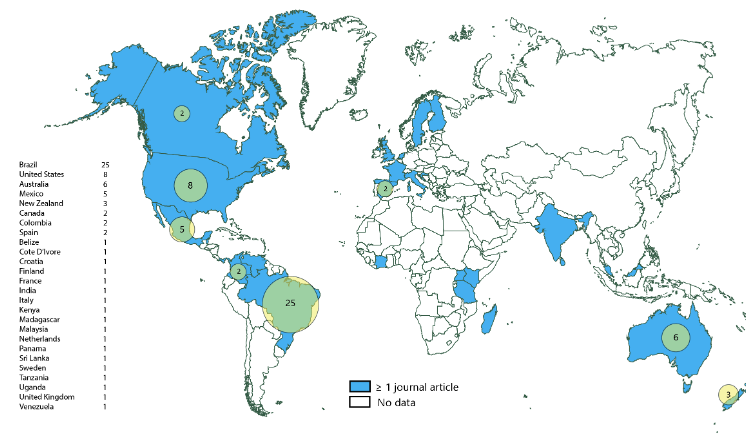 2
8
5
2
25
2
6
3
Brazil 25
United States 8
Australia 6
Mexico 5
New Zealand 3
Canada 2
Colombia 2
Spain 2
Belize 1
Cote D'Ivore 1
Croatia 1
Finland 1
France 1
India 1
Italy 1
Kenya 1
Madagascar 1
Malaysia 1
Netherlands 1
Panama 1
Sri Lanka 1
Sweden 1
Tanzania 1
Uganda 1
United Kingdom 1
Venezuela 1
≥ 1 journal article
No data